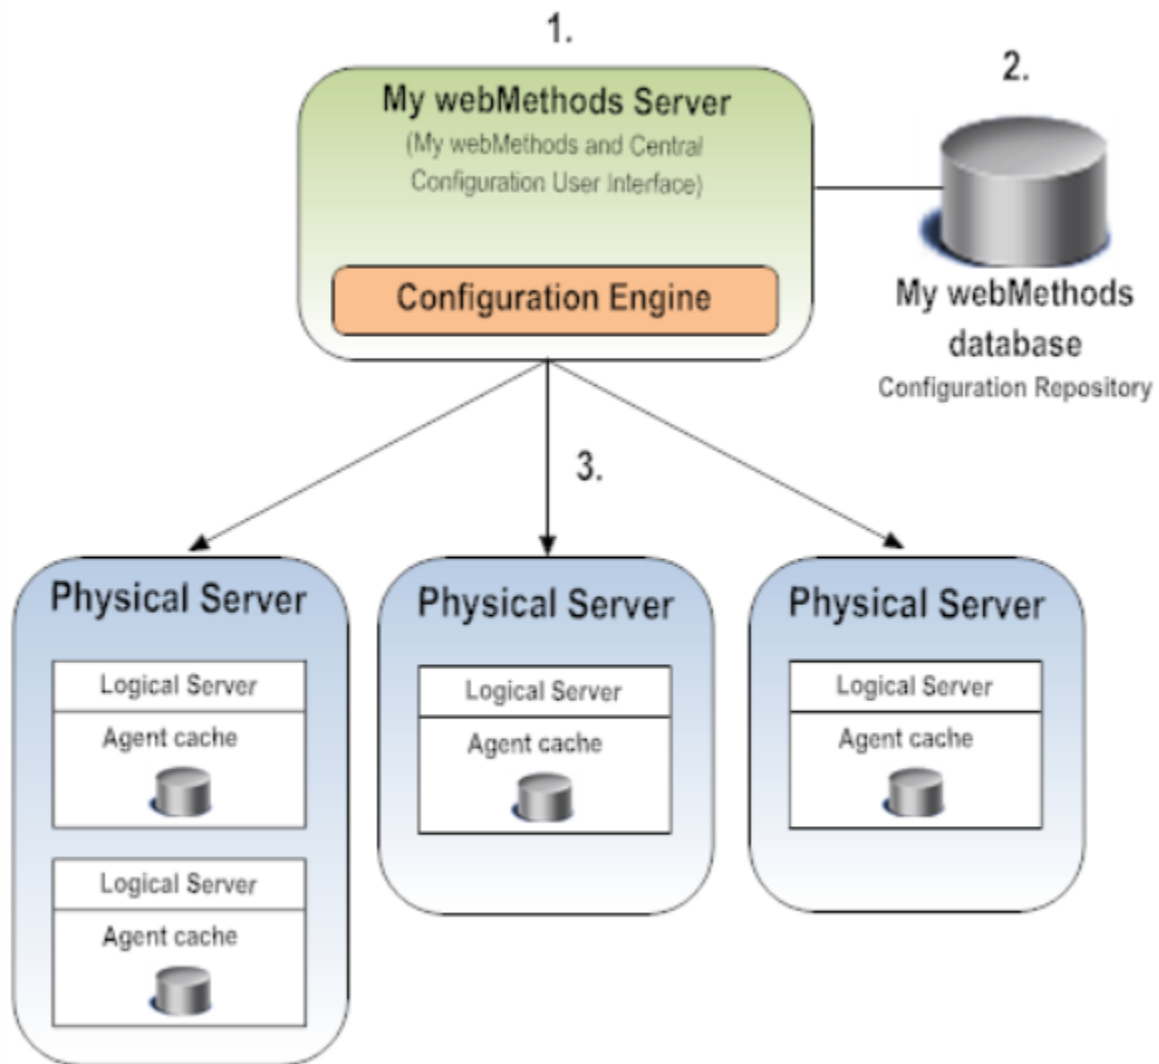 1.
My webMethods Server
(My webMethods and Central
Configuration User Interface)
Configuration Engine
2.
My webMethods
database
Configuration Repository
3.
Physical Server
Logical Server
Agent cache
Logical Server
Agent cache
Physical Server
Logical Server
Agent cache
Physical Server
Logical Server
Agent cache